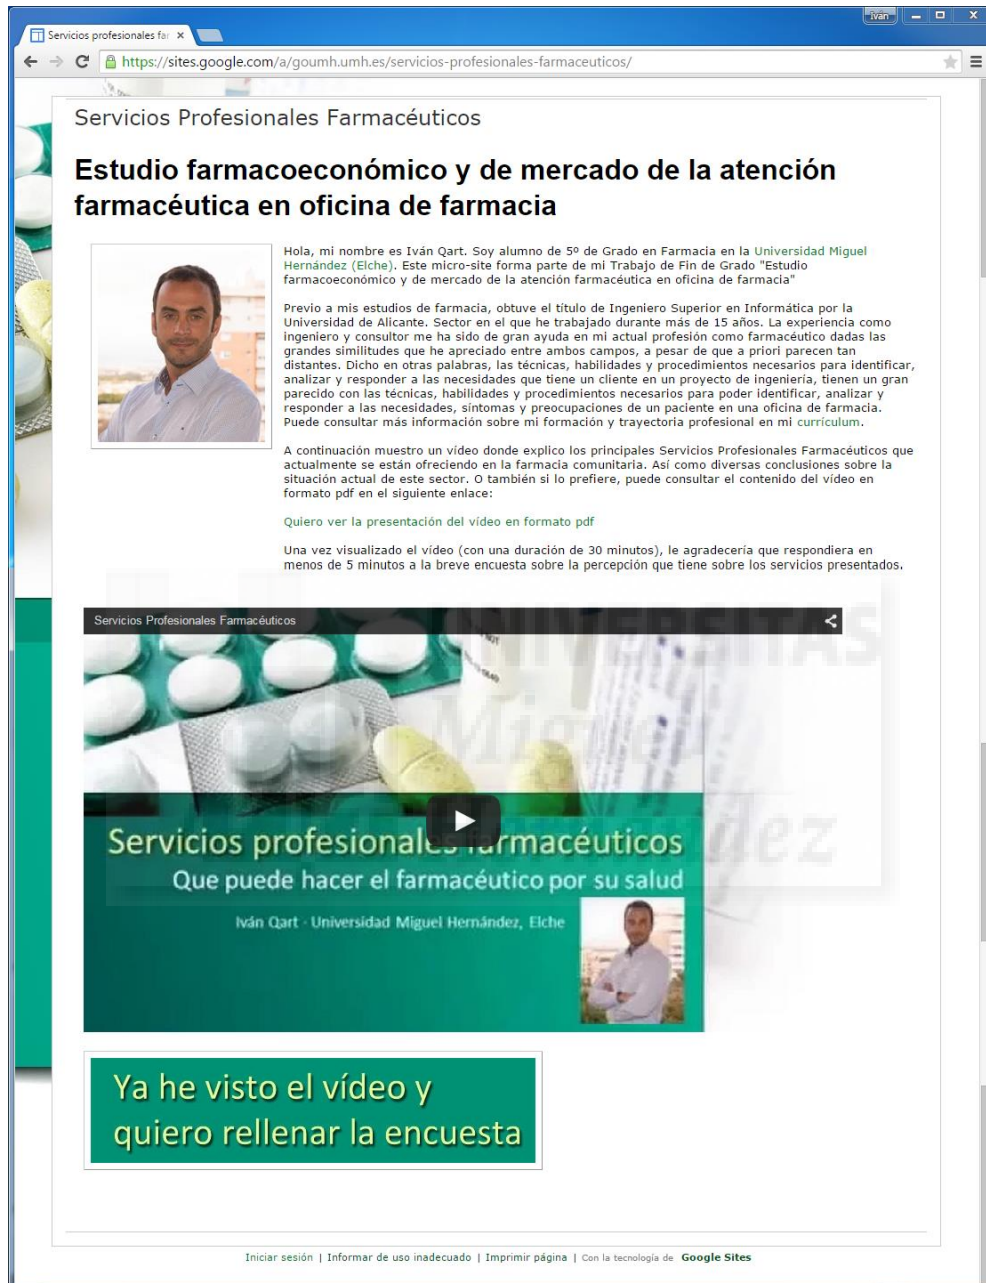 Iván
Servicios profesionales far
https://sites.google.com/a/goumh.umh.es/servicios-profesionales-farmaceuticos/
Servicios Profesionales Farmacéuticos
Estudio farmacoeconómico y de mercado de la atención
farmacéutica en oficina de farmacia
Hola, mi nombre es Iván Qart. Soy alumno de 5º de Grado en Farmacia en la Universidad Miguel
Hernández (Elche). Este micro-site forma parte de mi Trabajo de Fin de Grado "Estudio
farmacoeconómico y de mercado de la atención farmacéutica en oficina de farmacia"
Previo a mis estudios de farmacia, obtuve el título de Ingeniero Superior en Informática por la
Universidad de Alicante. Sector en el que he trabajado durante más de 15 años. La experiencia como
ingeniero y consultor me ha sido de gran ayuda en mi actual profesión como farmacéutico dadas las
grandes similitudes que he apreciado entre ambos campos, a pesar de que a priori parecen tan
distantes. Dicho en otras palabras, las técnicas, habilidades y procedimientos necesarios para identificar,
analizar y responder a las necesidades que tiene un cliente en un proyecto de ingeniería, tienen un gran
parecido con las técnicas, habilidades y procedimientos necesarios para poder identificar, analizar y
responder a las necesidades, síntomas y preocupaciones de un paciente en una oficina de farmacia.
Puede consultar más información sobre mi formación y trayectoria profesional en mi currículum.
A continuación muestro un vídeo donde explico los principales Servicios Profesionales Farmacéuticos que
actualmente se están ofreciendo en la farmacia comunitaria. Así como diversas conclusiones sobre la
situación actual de este sector. O también si lo prefiere, puede consultar el contenido del vídeo en
formato pdf en el siguiente enlace:
Quiero ver la presentación del vídeo en formato pdf
Una vez visualizado el vídeo (con una duración de 30 minutos), le agradecería que respondiera en
menos de 5 minutos a la breve encuesta sobre la percepción que tiene sobre los servicios presentados.
Servicios Profesionales Farmacéuticos
UNIVERSITAS
Miguel
Hernández
Servicios profesionales farmacéuticos
Que puede hacer el farmacéutico por su salud
Iván Qart · Universidad Miguel Hernández, Elche
Ya he visto el vídeo y
quiero rellenar la encuesta
Iniciar sesión | Informar de uso inadecuado | Imprimir página | Con la tecnología de Google Sites